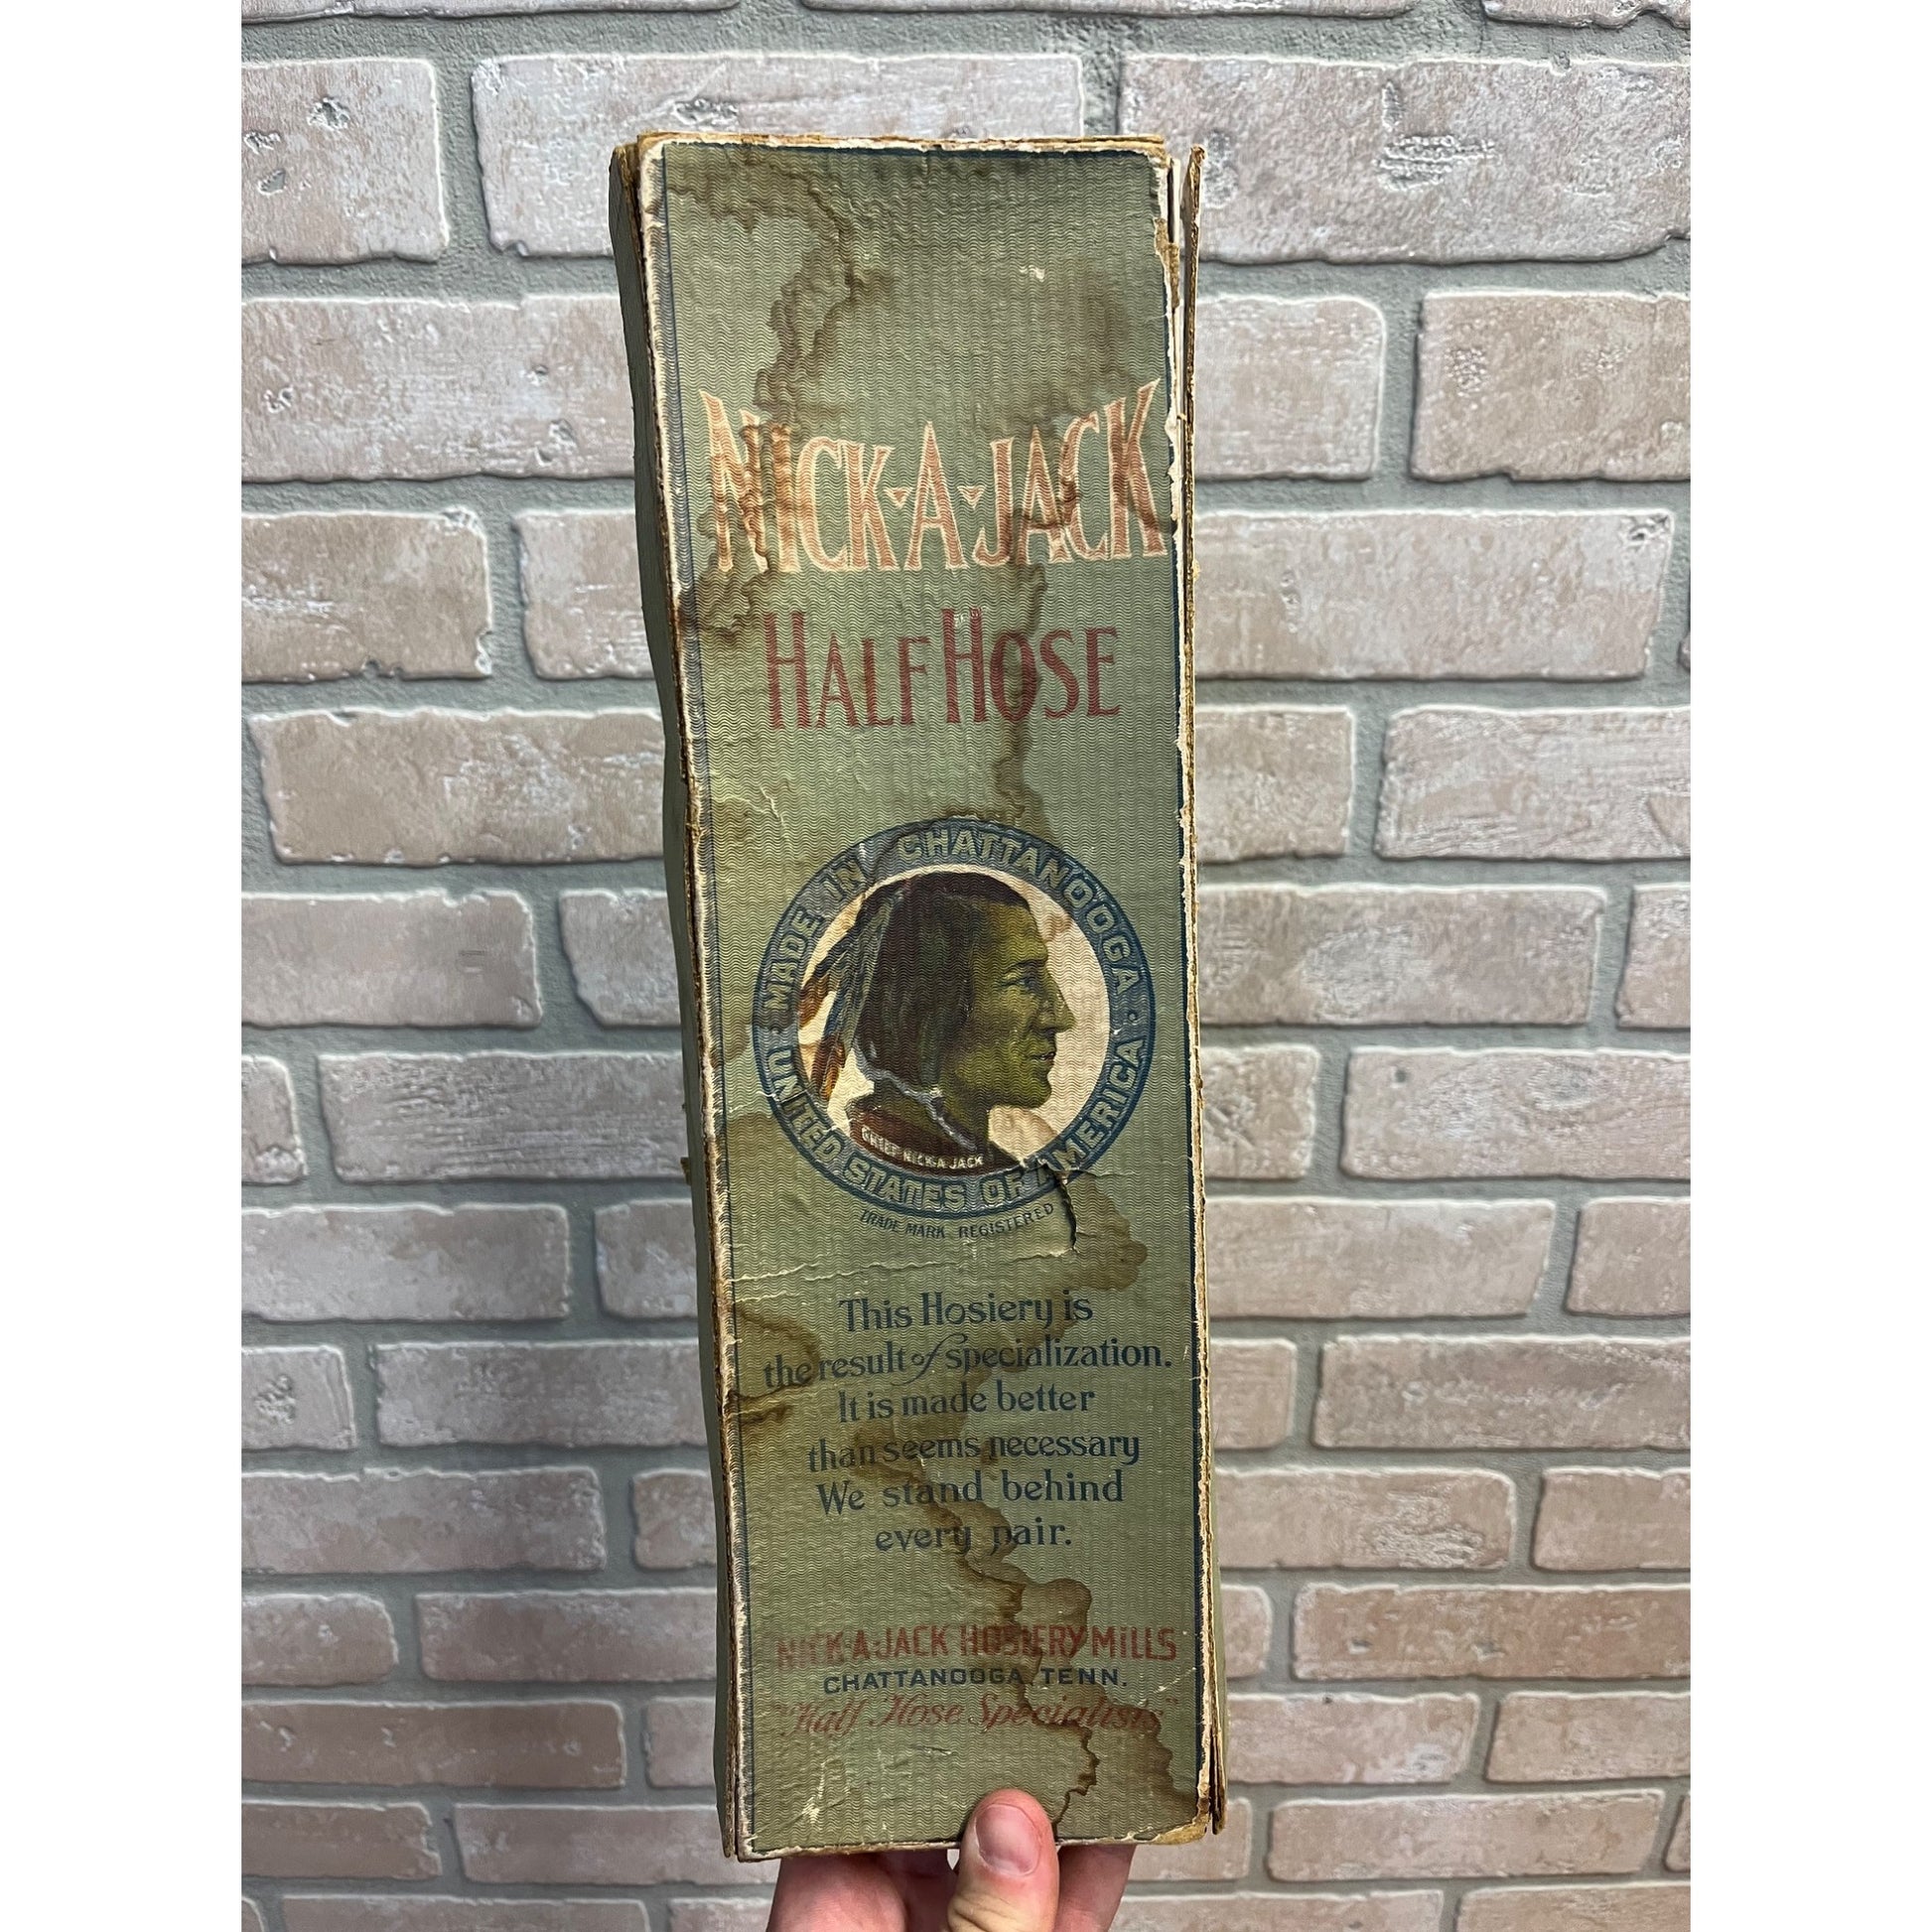 NICK-A-JACK
HALF HOSE
MADE IN CHATTANOOGA.
UNITED STATES OF AMERICA
CHIEF NICK-A JACK
TRADE MARK REGISTERED
This Hosiery is
the result of specialization.
It is made better
than seems necessary
We stand behind
every pair.
NICK-A-JACK HOSIERY MILLS
CHATTANOOGA, TENN.
"Half Hose Specialists"